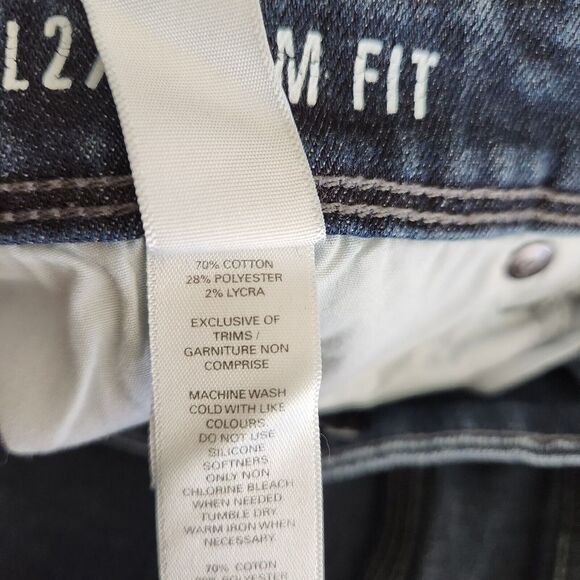 L27 M FIT
70% COTTON
28% POLYESTER
2% LYCRA
EXCLUSIVE OF
TRIMS /
GARNITURE NON
COMPRISE
MACHINE WASH
COLD WITH LIKE
COLOURS.
DO NOT USE
SILICONE
SOFTNERS
ONLY NON
CHLORINE BLEACH
WHEN NEEDED
TUMBLE DRY.
WARM IRON WHEN
NECESSARY
70% COTON